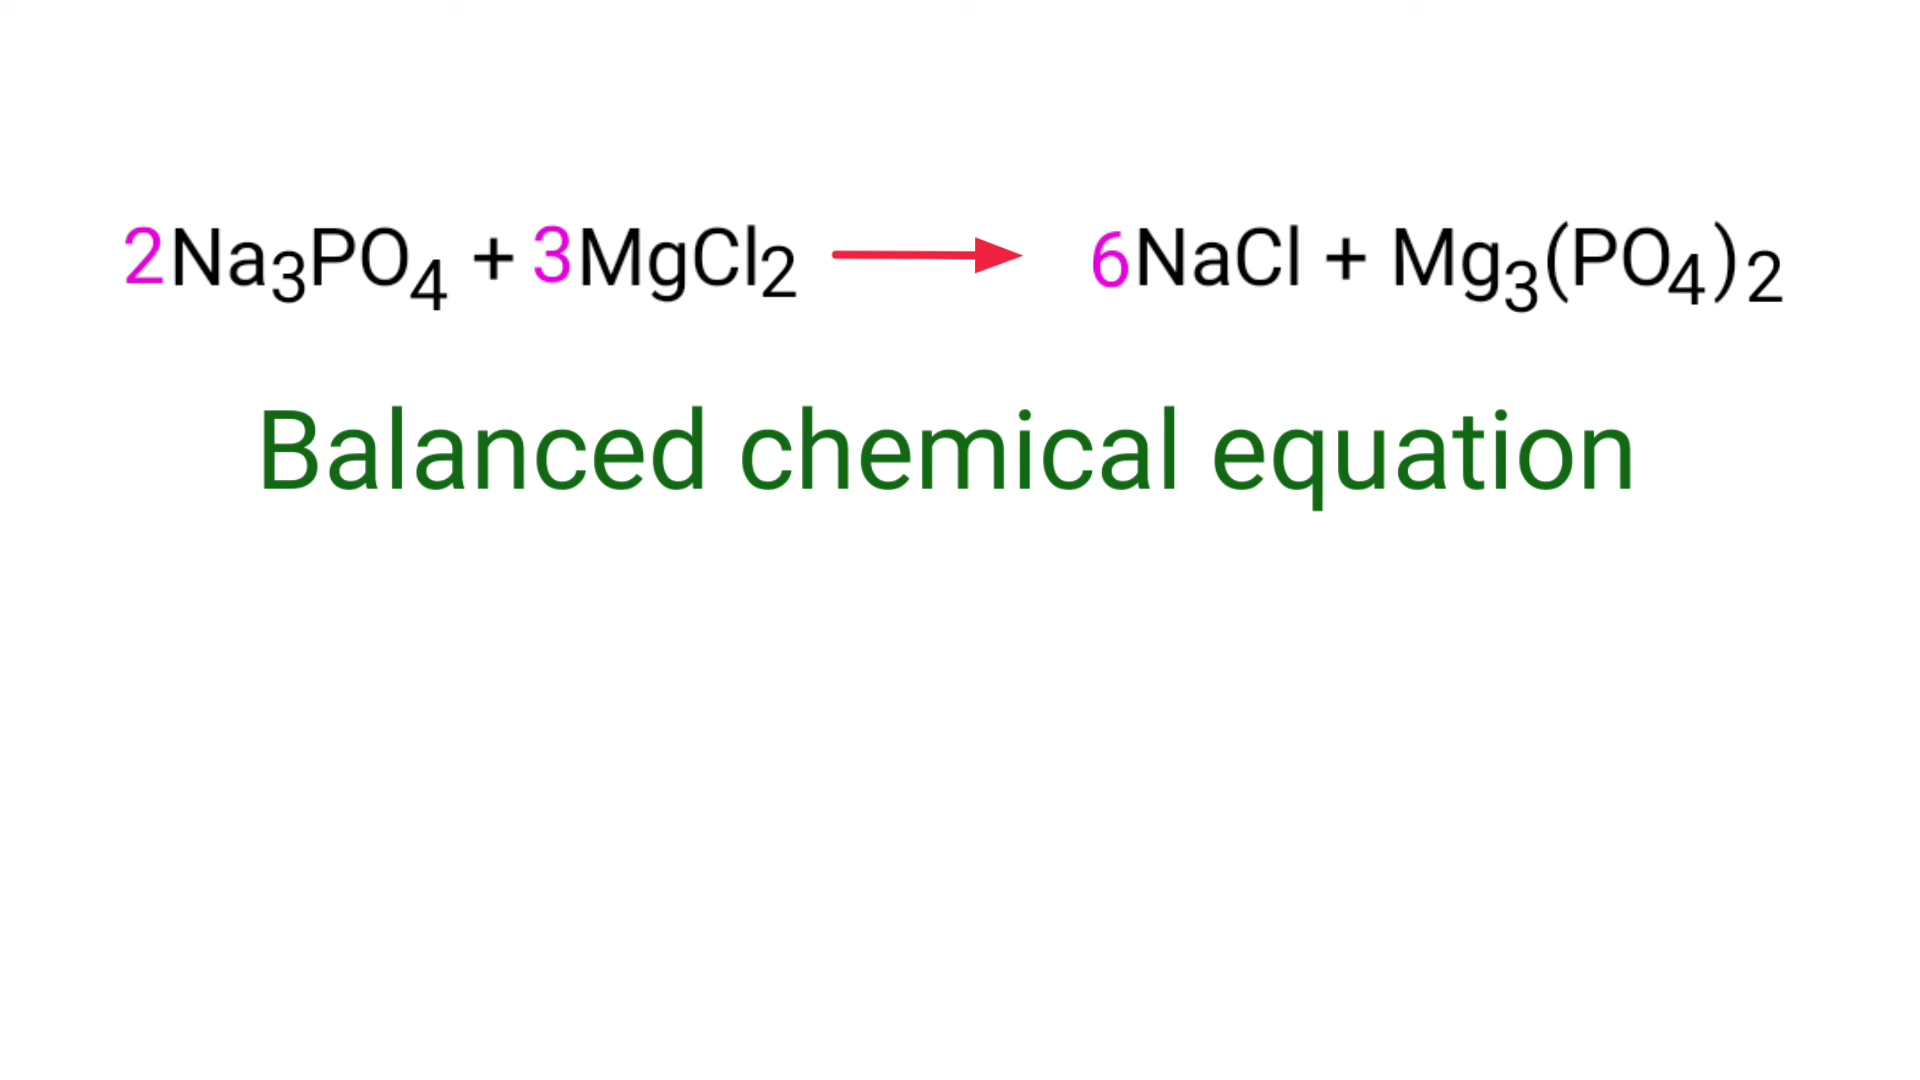 2Na₃PO₄ + 3MgCl₂ → 6NaCl + Mg₃(PO₄)₂
Balanced chemical equation